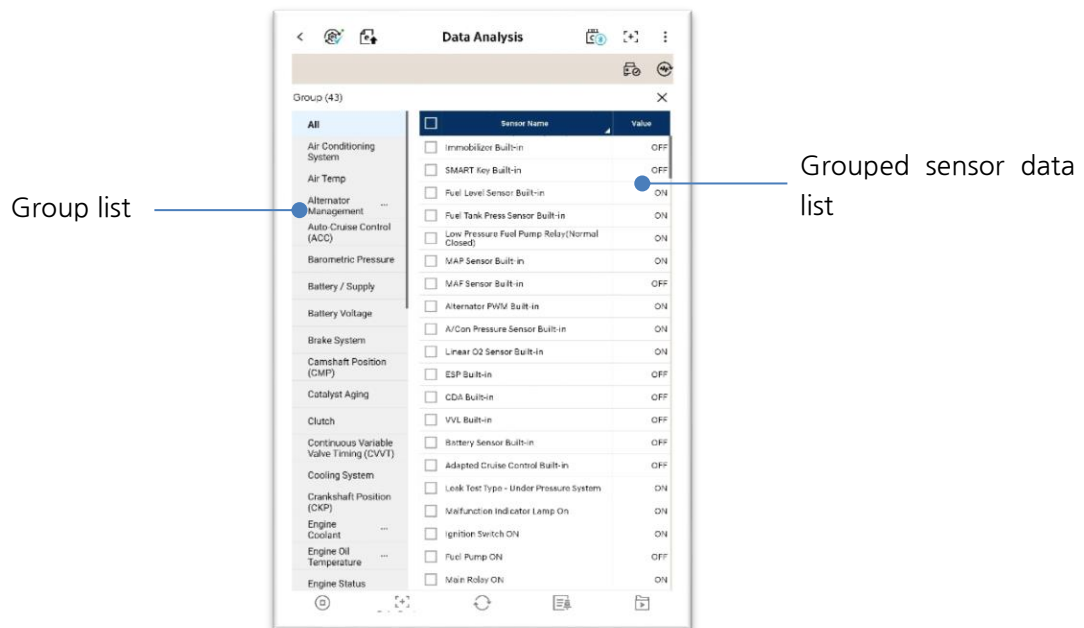 Data Analysis
Group (43)
All
Air Conditioning
System
Air Temp
Alternator
Management
...
Auto-Cruise Control
(ACC)
Barometric Pressure
Battery / Supply
Battery Voltage
Brake System
Camshaft Position
(CMP)
Catalyst Aging
Clutch
Continuous Variable
Valve Timing (CVVT)
Cooling System
Crankshaft Position
(CKP)
Engine
Coolant
...
Engine Oil
Temperature
...
Engine Status
Sensor Name Value
Immobilizer Built-in OFF
SMART Key Built-in OFF
Fuel Level Sensor Built-in ON
Fuel Tank Press Sensor Built-in ON
Low Pressure Fuel Pump Relay(Normal
Closed) ON
MAP Sensor Built-in ON
MAF Sensor Built-in OFF
Alternator PWM Built-in ON
A/Con Pressure Sensor Built-in ON
Linear O2 Sensor Built-in ON
ESP Built-in OFF
CDA Built-in OFF
VVL Built-in OFF
Battery Sensor Built-in OFF
Adapted Cruise Control Built-in OFF
Leak Test Type - Under Pressure System ON
Malfunction Indicator Lamp On ON
Ignition Switch ON ON
Fuel Pump ON OFF
Main Relay ON ON
Group list
Grouped sensor data
list